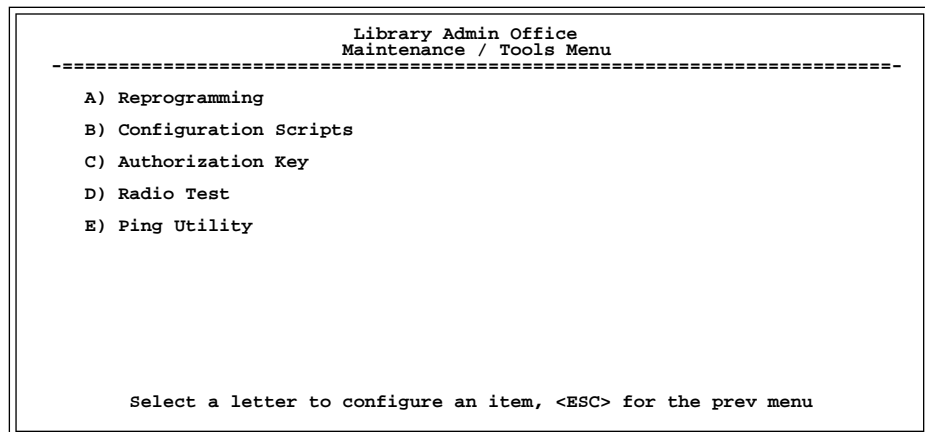 Library Admin Office
Maintenance / Tools Menu
-==========================================================================-
A) Reprogramming
B) Configuration Scripts
C) Authorization Key
D) Radio Test
E) Ping Utility
Select a letter to configure an item, <ESC> for the prev menu